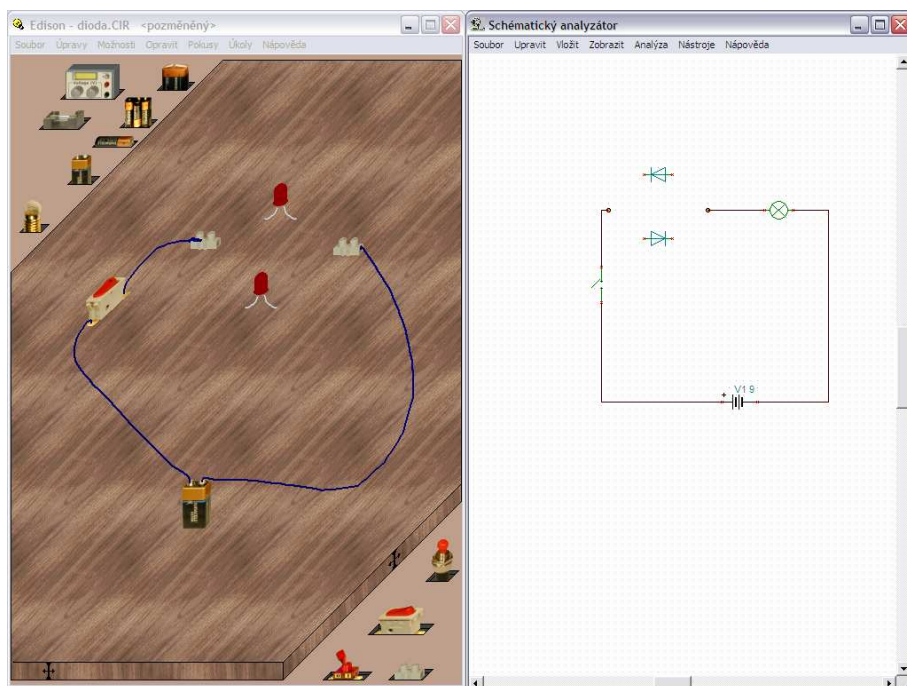 Edison - dioda.CIR <pozměněný>
Soubor Úpravy Možnosti Opravit Pokusy Úkoly Nápověda
Schématický analyzátor
Soubor Upravit Vložit Zobrazit Analýza Nástroje Nápověda
V1 9